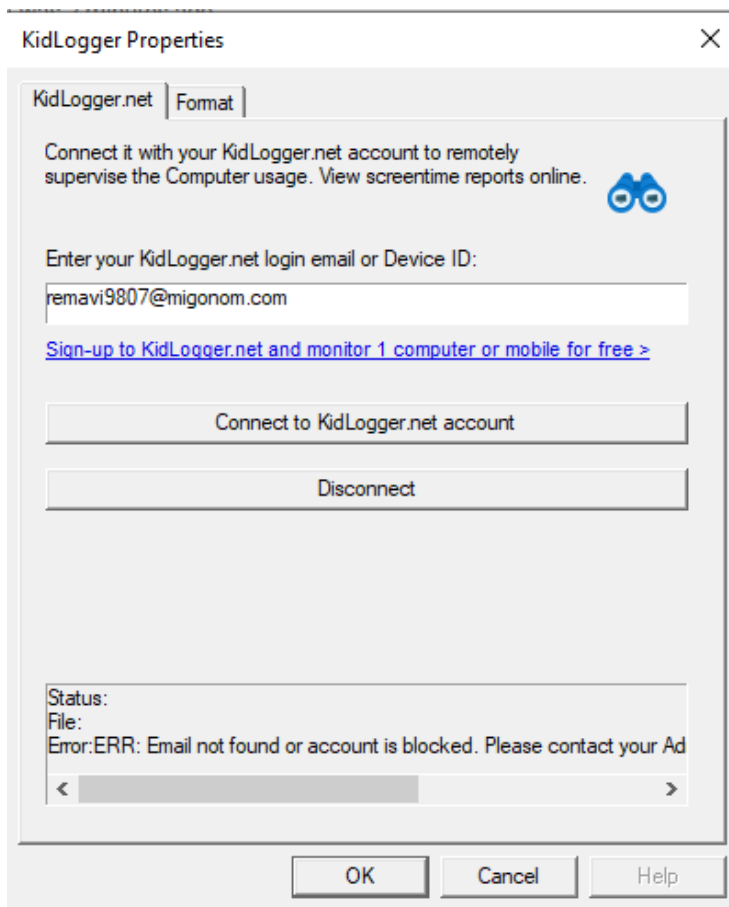 KidLogger Properties
KidLogger.net
Format
Connect it with your KidLogger.net account to remotely
supervise the Computer usage. View screentime reports online.
Enter your KidLogger.net login email or Device ID:
remavi9807@migonom.com
Sign-up to KidLogger.net and monitor 1 computer or mobile for free >
Connect to KidLogger.net account
Disconnect
Status:
File:
Error:ERR: Email not found or account is blocked. Please contact your Ad
OK
Cancel
Help